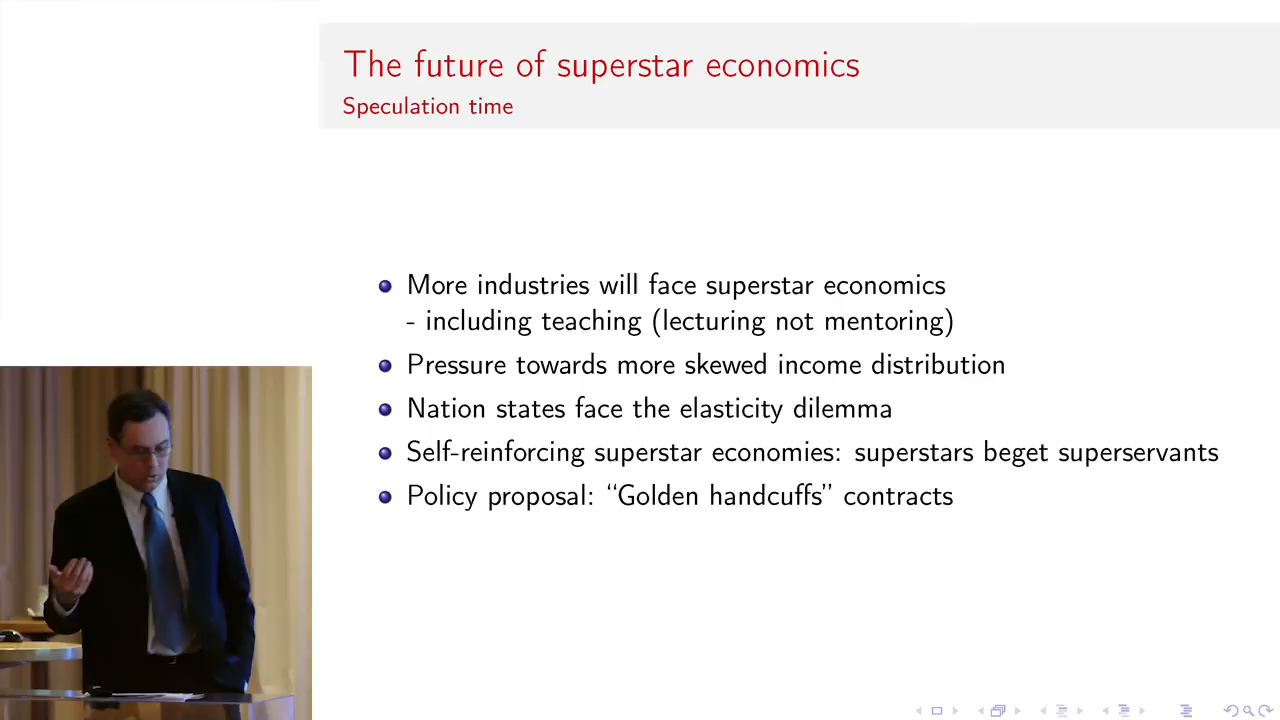 The future of superstar economics
Speculation time
More industries will face superstar economics
- including teaching (lecturing not mentoring)
Pressure towards more skewed income distribution
Nation states face the elasticity dilemma
Self-reinforcing superstar economies: superstars beget superservants
Policy proposal: “Golden handcuffs” contracts